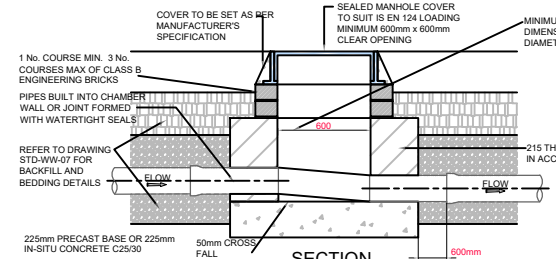 COVER TO BE SET AS PER
MANUFACTURER'S
SPECIFICATION
SEALED MANHOLE COVER
TO SUIT IS EN 124 LOADING
MINIMUM 600mm x 600mm
CLEAR OPENING
MINIMU
DIMENS
DIAMET
1 No. COURSE MIN. 3 No.
COURSES MAX OF CLASS B
ENGINEERING BRICKS
PIPES BUILT INTO CHAMBER
WALL OR JOINT FORMED
WITH WATERTIGHT SEALS
600
REFER TO DRAWING
STD-WW-07 FOR
BACKFILL AND
BEDDING DETAILS
215 TH
IN ACC
FLOW
FLOW
225mm PRECAST BASE OR 225mm
IN-SITU CONCRETE C25/30
50mm CROSS
FALL
SECTION
600mm